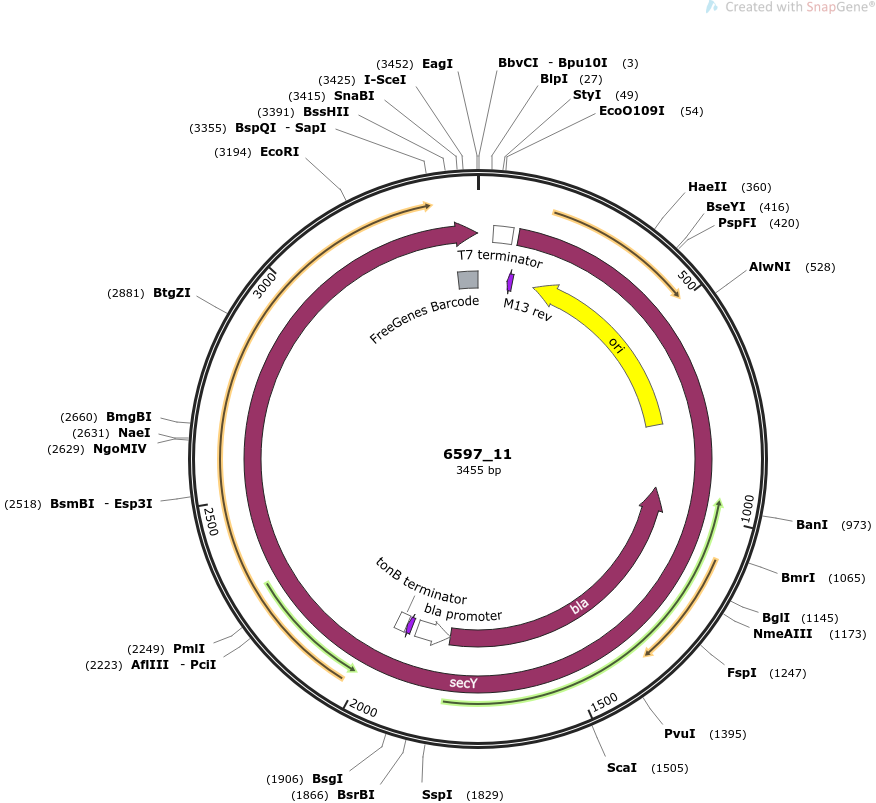 Created with SnapGene®
(3452) EagI
(3425) I-SceI
(3415) SnaBI
(3391) BssHII
(3355) BspQI - SapI
(3194) EcoRI
BbvCI - Bpu10I (3)
BlpI (27)
StyI (49)
EcoO109I (54)
HaeII (360)
BseYI (416)
PspFI (420)
AlwNI (528)
500
3000
T7 terminator
FreeGenes Barcode
M13 rev
ori
(2881) BtgZI
(2660) BmgBI
(2631) NaeI
(2629) NgoMIV
(2518) BsmBI - Esp3I
2500
6597_11
3455 bp
1000
BanI (973)
BmrI (1065)
BglI (1145)
NmeAIII (1173)
FspI (1247)
PvuI (1395)
ScaI (1505)
1500
tonB terminator
bla promoter
bla
secY
(2249) PmlI
(2223) AflIII - PciI
2000
(1906) BsgI
(1866) BsrBI
SspI (1829)